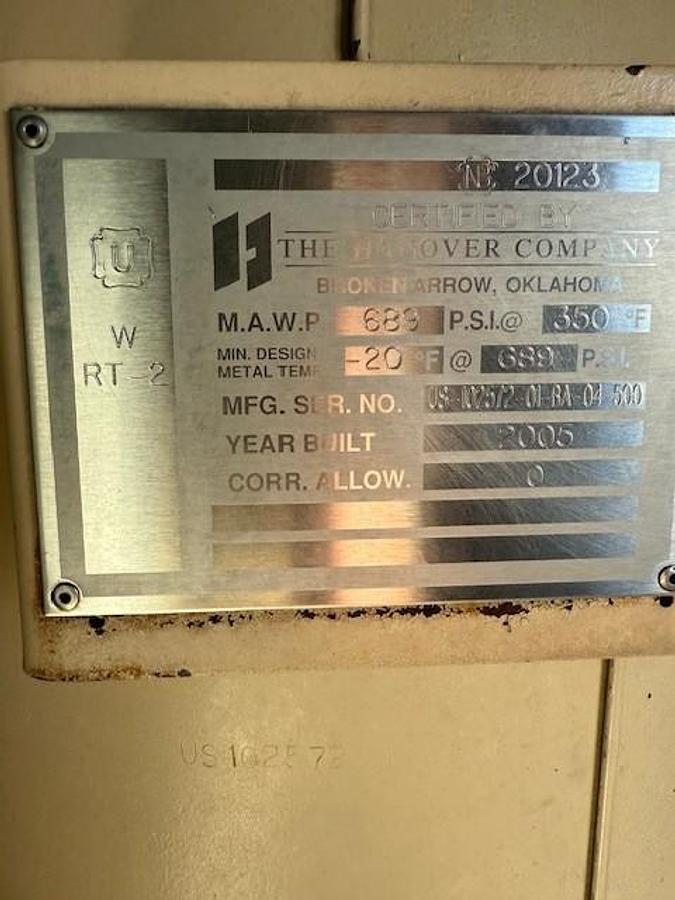 NB 20123
U
W
RT-2
CERTIFIED BY
THE HANOVER COMPANY
BROKEN ARROW, OKLAHOMA
M.A.W.P 689 P.S.I.@ 350 °F
MIN. DESIGN METAL TEMP -20 °F @ 689 P.S.I.
MFG. SER. NO. US-102572-01-BA-04-500
YEAR BUILT 2005
CORR. ALLOW. 0
US102572